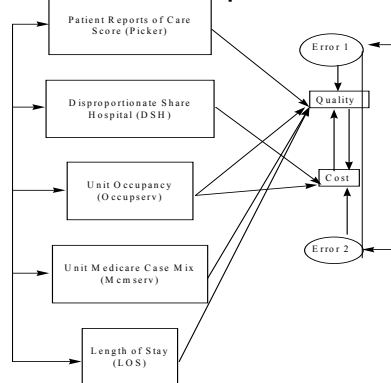 Patient Reports of Care
Score (Picker)
Error 1
Quality
Disproportionate Share
Hospital (DSH)
Unit Occupancy
(Occupserv)
Cost
Unit Medicare Case Mix
(Mcmserv)
Error 2
Length of Stay
(LOS)